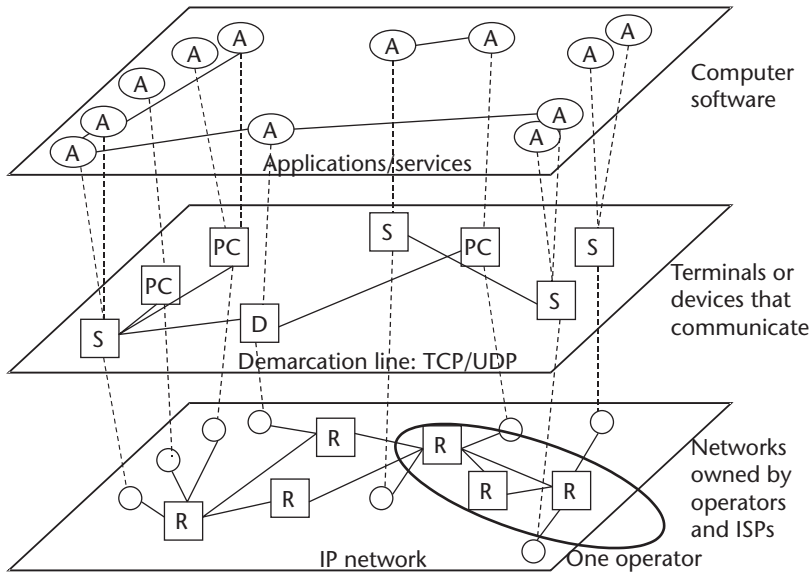 A
A
A
A
A
A
A
Computer
software
A
A
A
A
A
A
Applications/services
S
S
PC
PC
Terminals or
devices that
communicate
PC
S
D
S
Demarcation line: TCP/UDP
R
R
Networks
owned by
operators
and ISPs
R
R
R
R
IP network
One operator